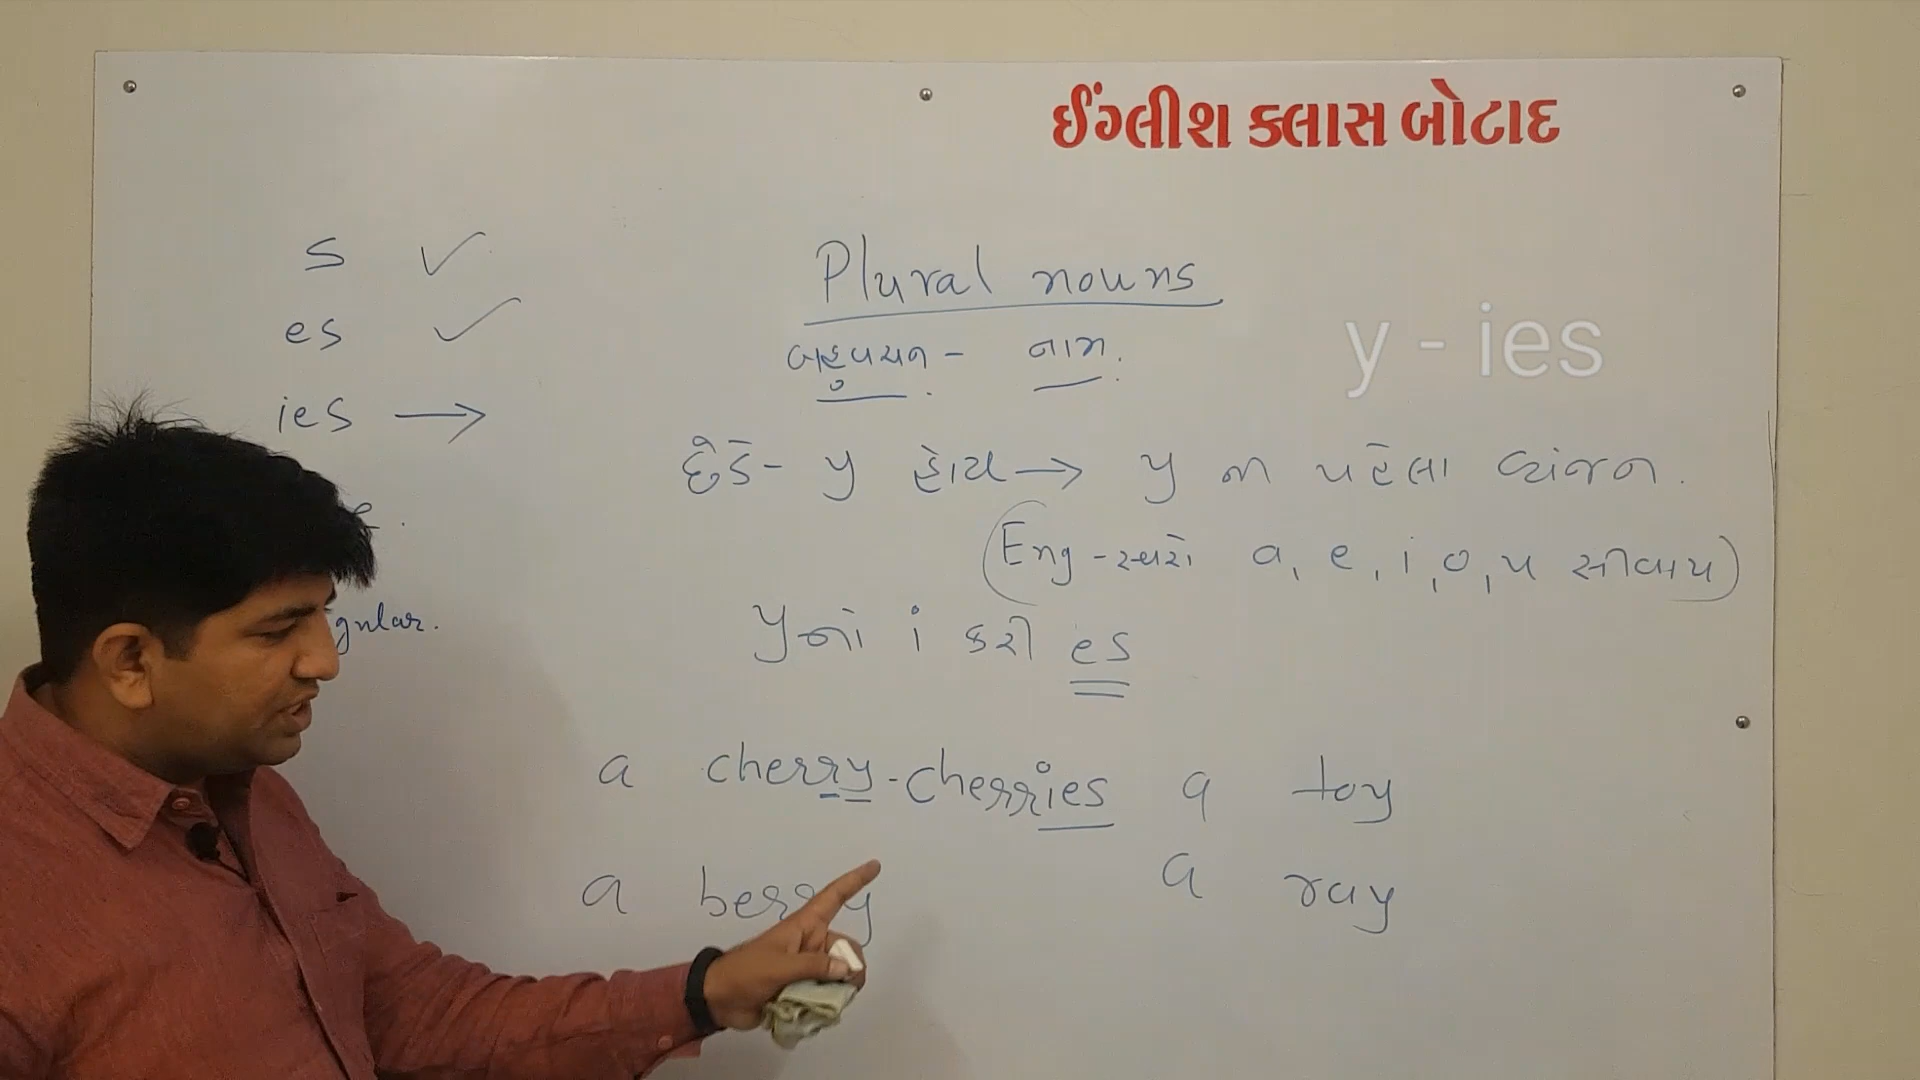 ઈંગ્લીશ ક્લાસ બોટાદ
s ✓
es ✓
ies →
gular.
Plural nouns
બહુવચન - નામ.
y - ies
છેડે - y હોય → y ના પહેલા વ્યંજન.
(Eng - સ્વરો a, e, i, o, u સીવાય)
y નો i કરી es
a cherry - cherries a toy
a berry a ray